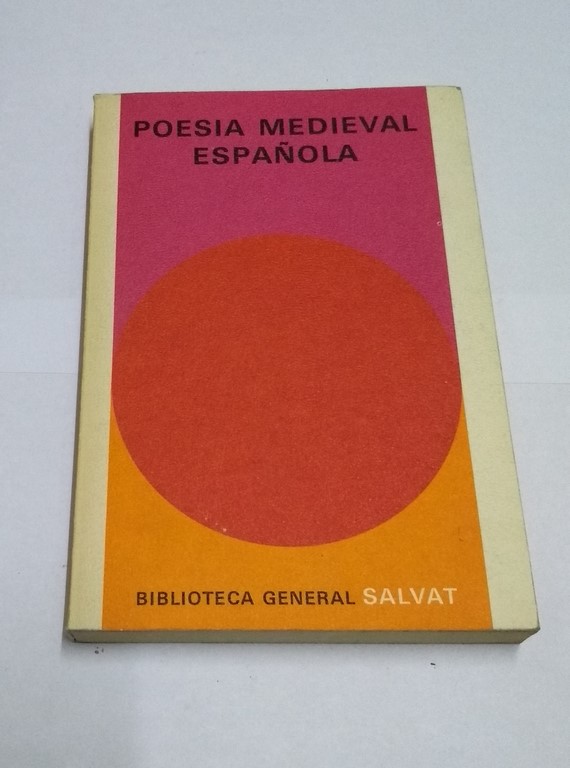 POESIA MEDIEVAL
ESPAÑOLA
BIBLIOTECA GENERAL SALVAT